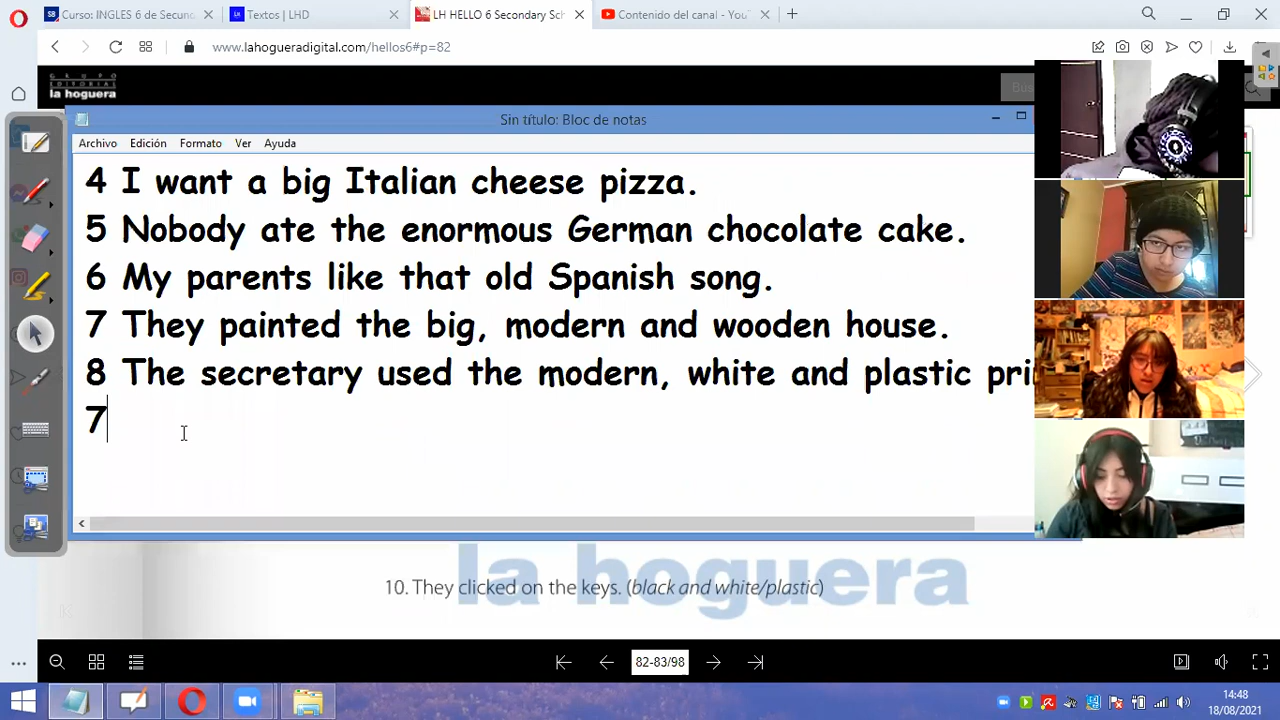 Curso: INGLES 6 de Secund
Textos | LHD
LH HELLO 6 Secondary Sch
Contenido del canal - You
www.lahogueradigital.com/hellos6#p=82
GRUPO
EDITORIAL
la hoguera
Sin título: Bloc de notas
Archivo Edición Formato Ver Ayuda
4 I want a big Italian cheese pizza.
5 Nobody ate the enormous German chocolate cake.
6 My parents like that old Spanish song.
7 They painted the big, modern and wooden house.
8 The secretary used the modern, white and plastic pri
7
la hoguera
10. They clicked on the keys. (black and white/plastic)
82-83/98
14:48
18/08/2021